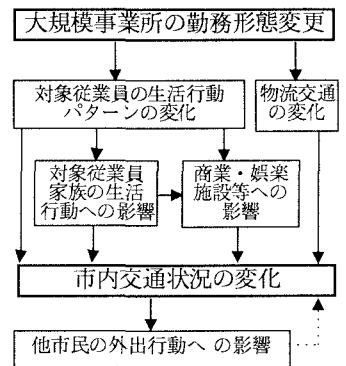 大規模事業所の勤務形態変更
対象従業員の生活行動
パターンの変化
物流交通
の変化
対象従業員
家族の生活
行動への影響
商業・娯楽
施設等への
影響
市内交通状況の変化
他市民の外出行動へ の影響